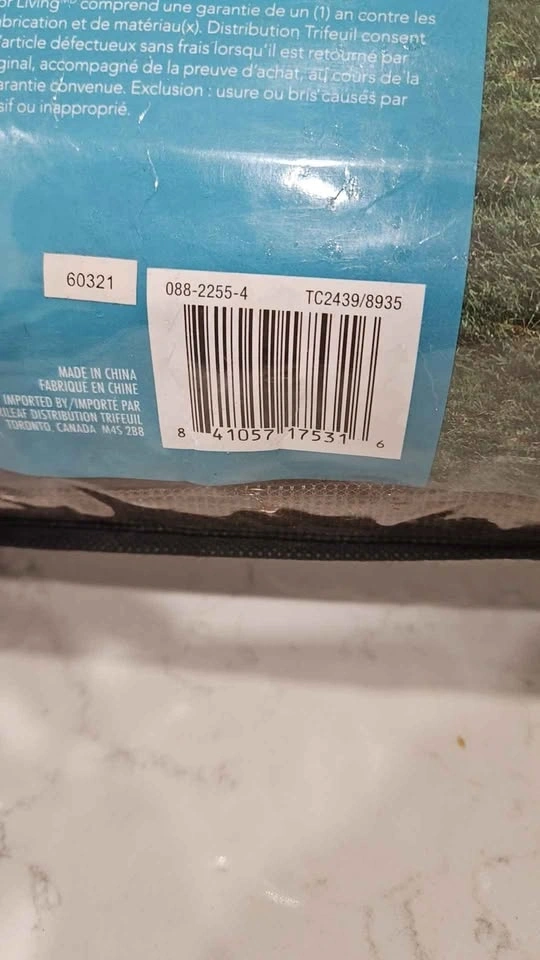 Living comprend une garantie de un (1) an contre les
abrication et de matériau(x). Distribution Trifeuil consent
'article défectueux sans frais lorsqu'il est retourné par
ginal, accompagné de la preuve d'achat, au cours de la
arantie convenue. Exclusion : usure ou bris causés par
sif ou inapproprié.
60321
088-2255-4 TC2439/8935
8 41057 17531 6
MADE IN CHINA
FABRIQUÉ EN CHINE
IMPORTED BY/IMPORTÉ PAR
ILEAF DISTRIBUTION TRIFEUIL
TORONTO, CANADA M4S 2B8